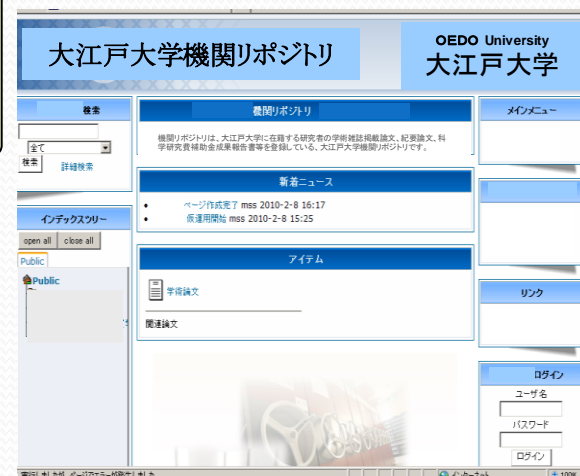 大江戸大学機関リポジトリ
OEDO University
大江戸大学
検索
全て
検索
詳細検索
インデックスツリー
open all
close all
Public
Public
機関リポジトリ
機関リポジトリは、大江戸大学に在籍する研究者の学術雑誌掲載論文、紀要論文、科
学研究費補助金成果報告書等を登録している、大江戸大学機関リポジトリです。
新着ニュース
• ページ作成完了 mss 2010-2-8 16:17
• 仮運用開始 mss 2010-2-8 15:25
アイテム
学術論文
関連論文
メインメニュー
リンク
ログイン
ユーザ名
パスワード
ログイン
インターネット
100%